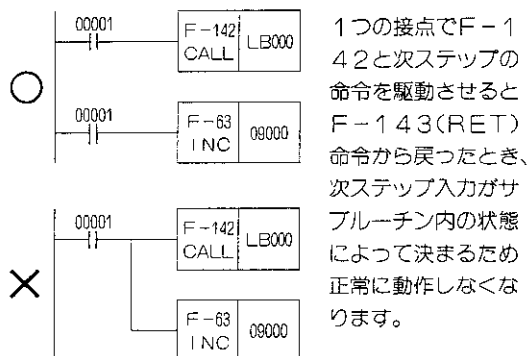 00001
F-142
CALL
LB000
○
00001
F-63
INC
09000
00001
F-142
CALL
LB000
×
F-63
INC
09000
1つの接点でF-1
42と次ステップの
命令を駆動させると
F-143(RET)
命令から戻つたとき、
次ステップ入力がサ
ブルーチン内の状態
によって決まるため
正常に動作しなくな
ります。